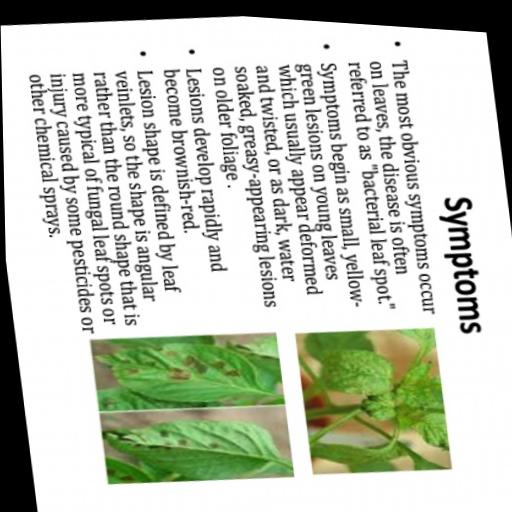 Symptoms
• The most obvious symptoms occur
on leaves, the disease is often
referred to as "bacterial leaf spot."
• Symptoms begin as small, yellow-
green lesions on young leaves
which usually appear deformed
and twisted, or as dark, water
soaked, greasy-appearing lesions
on older foliage .
• Lesions develop rapidly and
become brownish-red.
• Lesion shape is defined by leaf
veinlets, so the shape is angular
rather than the round shape that is
more typical of fungal leaf spots or
injury caused by some pesticides or
other chemical sprays.